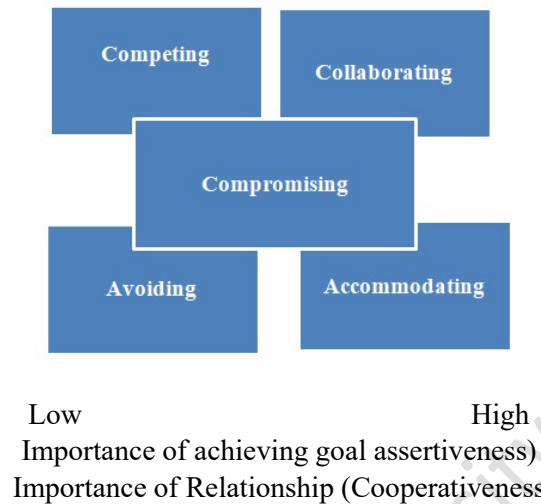 Competing
Collaborating
Compromising
Avoiding
Accommodating
Low High
Importance of achieving goal assertiveness)
Importance of Relationship (Cooperativeness